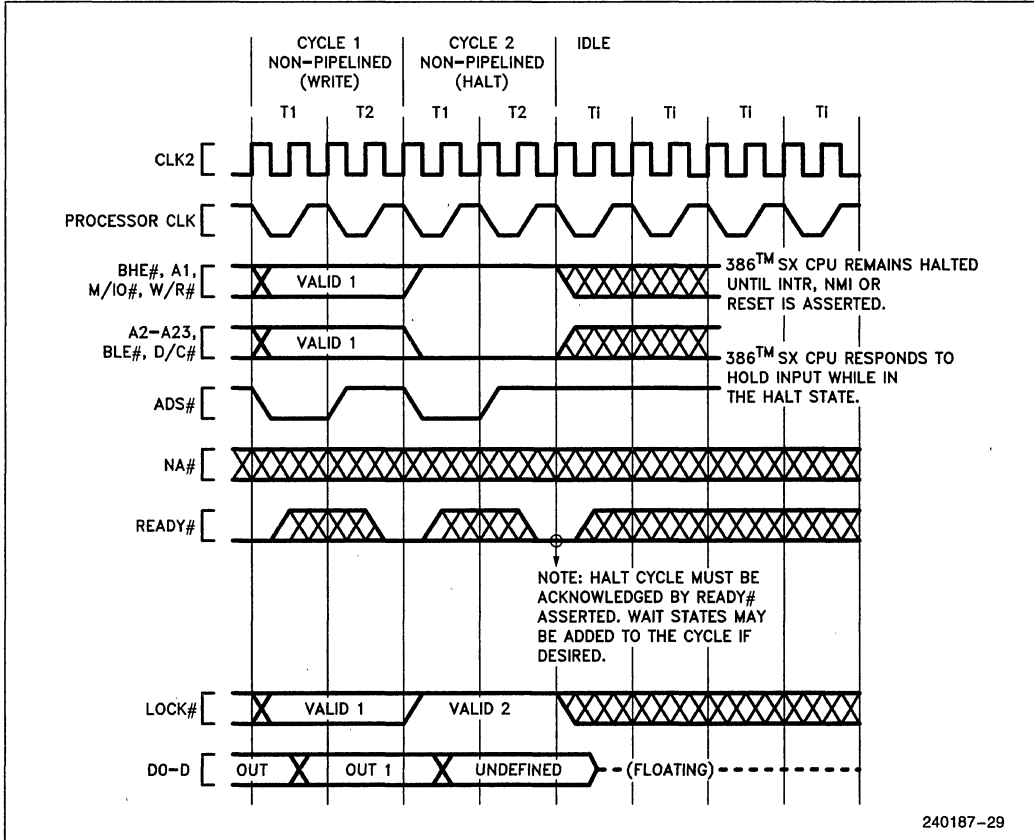 CYCLE 1
NON-PIPELINED
(WRITE)
CYCLE 2
NON-PIPELINED
(HALT)
IDLE
T1 T2 T1 T2 Ti Ti Ti Ti
CLK2
PROCESSOR CLK
BHE#, A1,
M/IO#, W/R#
VALID 1
386TM SX CPU REMAINS HALTED
UNTIL INTR, NMI OR
RESET IS ASSERTED.
A2-A23,
BLE#, D/C#
VALID 1
386TM SX CPU RESPONDS TO
HOLD INPUT WHILE IN
THE HALT STATE.
ADS#
NA#
READY#
NOTE: HALT CYCLE MUST BE
ACKNOWLEDGED BY READY#
ASSERTED. WAIT STATES MAY
BE ADDED TO THE CYCLE IF
DESIRED.
LOCK# VALID 1 VALID 2
D0-D OUT OUT 1 UNDEFINED (FLOATING)
240187-29